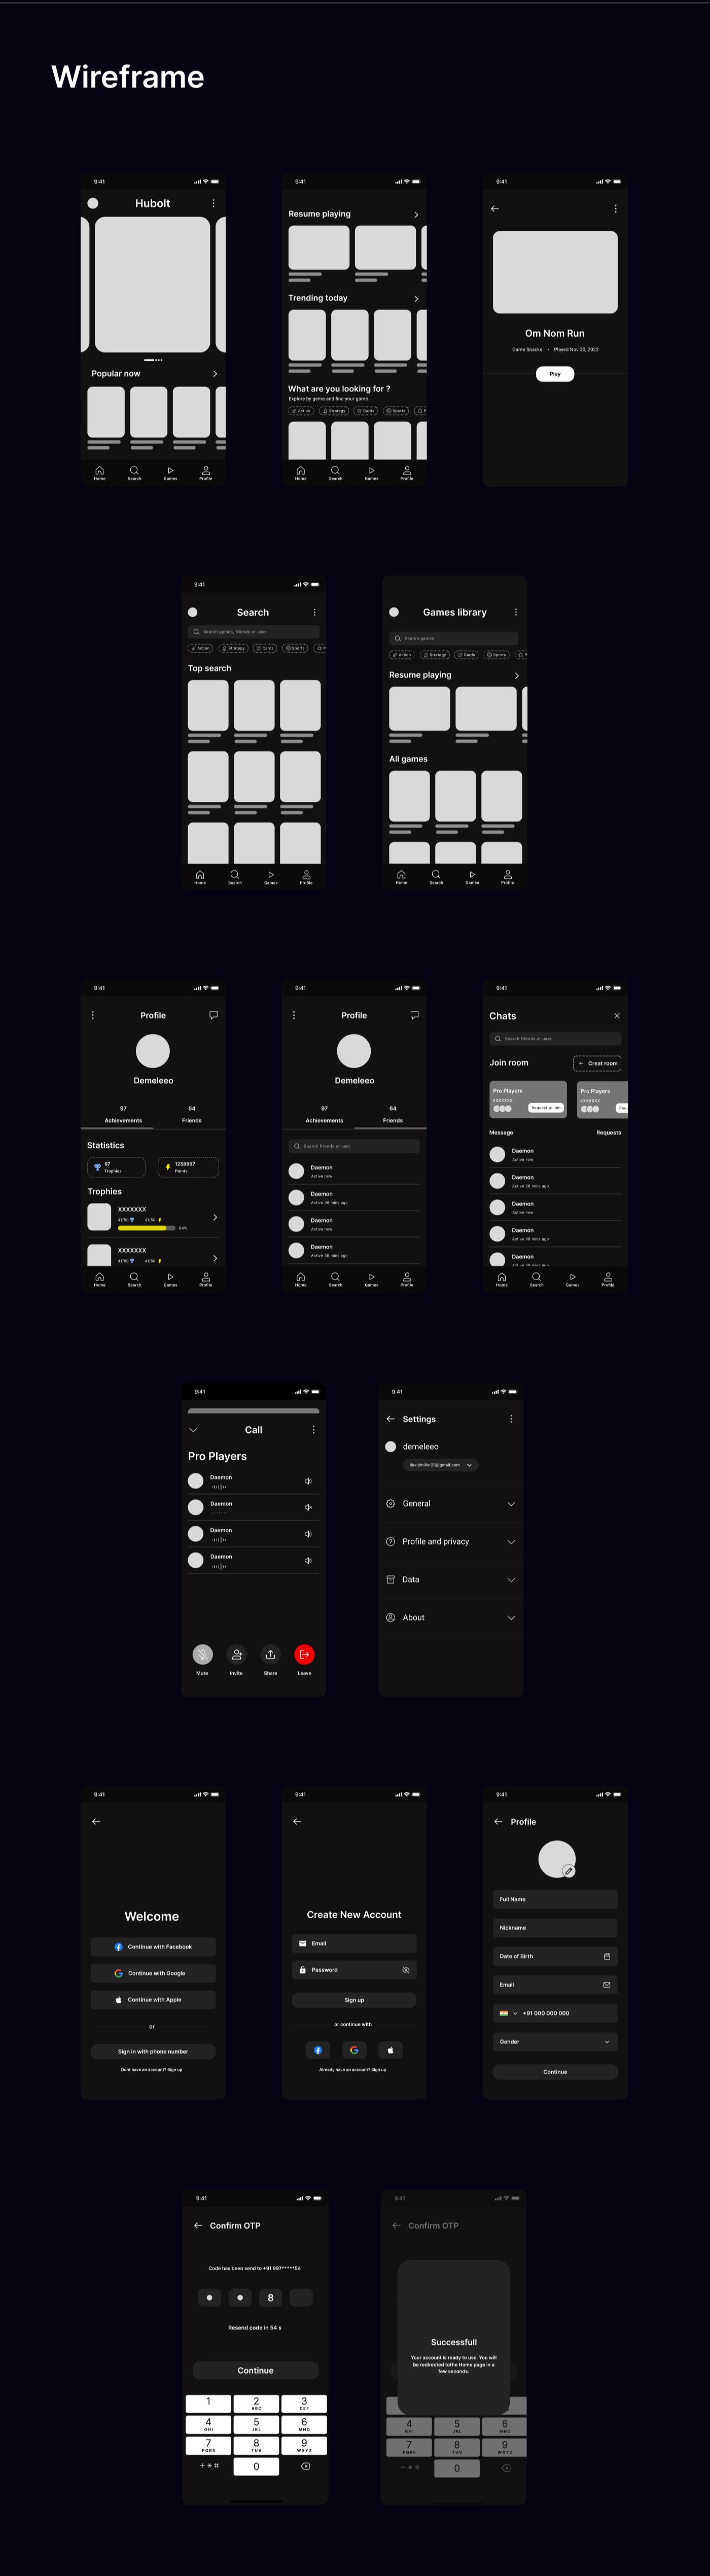 Wireframe
9:41
Hubolt
Popular now
Home Search Games Profile
9:41
Resume playing
Trending today
What are you looking for ?
Explore by genre and find your game
Action Strategy Cards Sports P
Home Search Games Profile
9:41
Om Nom Run
Game Snacks • Played Nov 30, 2022
Play
9:41
Search
Search games, friends or user
Action Strategy Cards Sports P
Top search
Home Search Games Profile
Games library
Search games
Action Strategy Cards Sports P
Resume playing
All games
Home Search Games Profile
9:41
Profile
Demeleeo
97 64
Achievements Friends
Statistics
97
Trophies
1258997
Points
Trophies
XXXXXXX
41/50 41/50
84%
XXXXXXX
41/50 41/50
Home Search Games Profile
9:41
Profile
Demeleeo
97 64
Achievements Friends
Search friends or user
Daemon
Active now
Daemon
Active 38 mins ago
Daemon
Active now
Daemon
Active 38 mins ago
Home Search Games Profile
9:41
Chats
Search friends or user
Join room
+ Creat room
Pro Players
XXXXXXX
Request to join
Pro Players
XXXXXXX
Requ
Message Requests
Daemon
Active now
Daemon
Active 38 mins ago
Daemon
Active now
Daemon
Active 38 mins ago
Daemon
Active 38 mins ago
Home Search Games Profile
9:41
Call
Pro Players
Daemon
Daemon
Daemon
Daemon
Mute Invite Share Leave
9:41
Settings
demeleeo
General
Profile and privacy
Data
About
9:41
Welcome
Continue with Facebook
Continue with Google
Continue with Apple
or
Sign in with phone number
Dont have an account? Sign up
9:41
Create New Account
Email
Password
Sign up
or continue with
Already have an account? Sign up
9:41
Profile
Full Name
Nickname
Date of Birth
Email
+91 000 000 000
Gender
Continue
9:41
Confirm OTP
Code has been send to +91 997*****54
8
Resend code in 54 s
Continue
1 2 3
ABC DEF
4 5 6
GHI JKL MNO
7 8 9
PQRS TUV WXYZ
+ * # 0
9:41
Confirm OTP
Successfull
Your account is ready to use. You will
be redirected tothe Home page in a
few seconds.
4 5 6
GHI JKL MNO
7 8 9
PQRS TUV WXYZ
+ * # 0